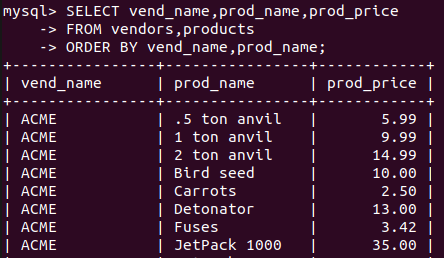 mysql> SELECT vend_name,prod_name,prod_price
    -> FROM vendors,products
    -> ORDER BY vend_name,prod_name;
+----------------+----------------+------------+
| vend_name      | prod_name      | prod_price |
+----------------+----------------+------------+
| ACME           | .5 ton anvil   |       5.99 |
| ACME           | 1 ton anvil    |       9.99 |
| ACME           | 2 ton anvil    |      14.99 |
| ACME           | Bird seed      |      10.00 |
| ACME           | Carrots        |       2.50 |
| ACME           | Detonator      |      13.00 |
| ACME           | Fuses          |       3.42 |
| ACME           | JetPack 1000   |      35.00 |